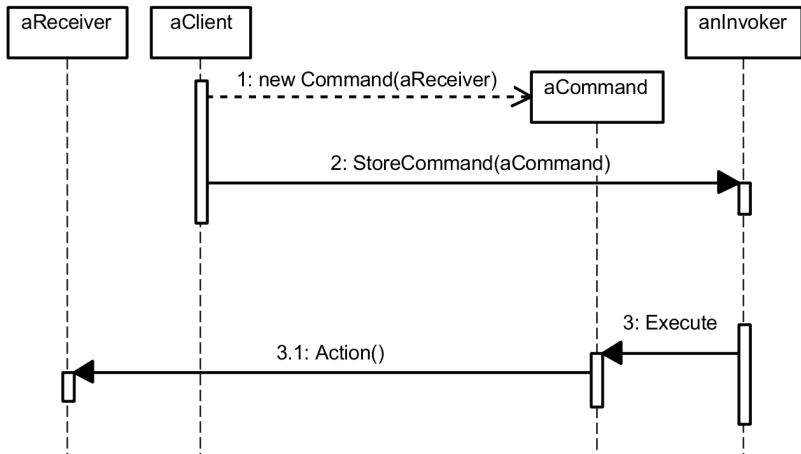 aReceiver
aClient
anInvoker
1: new Command(aReceiver)
aCommand
2: StoreCommand(aCommand)
3: Execute
3.1: Action()